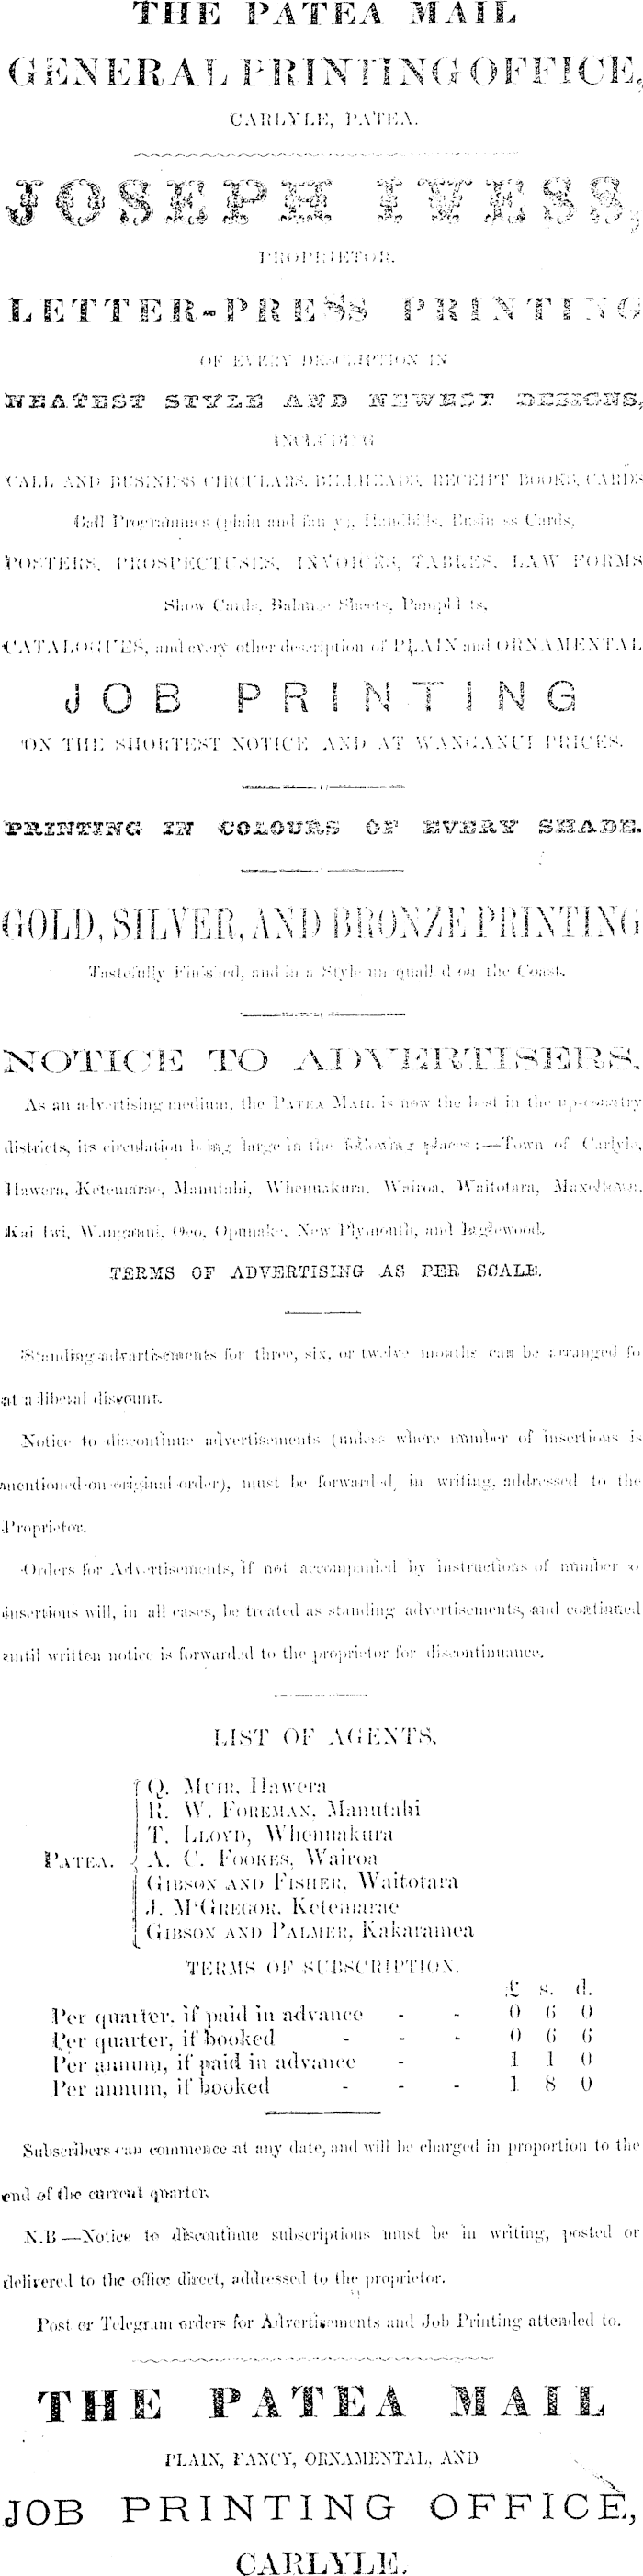 THE PATEA MAIL
GENERAL PRINTING OFFICE,
CARLYLE, PATEA.
JOSEPH IVESS,
PROPRIETOR.
LETTER-PRESS PRINTING
OF EVERY DESCRIPTION IN
NEATEST STYLE AND NEWEST DESIGNS,
INCLUDING
CALL AND BUSINESS CIRCULARS, BILLHEADS, RECEIPT BOOKS, CARDS
Ball Programmes (plain and fancy), Handbills, Business Cards,
POSTERS, PROSPECTUSES, INVOICES, TABLES, LAW FORMS
Show Cards, Balance Sheets, Pamphlets,
CATALOGUES, and every other description of PLAIN and ORNAMENTAL
JOB PRINTING
ON THE SHORTEST NOTICE AND AT WANGANUI PRICES.
PRINTING IN COLOURS OF EVERY SHADE.
GOLD, SILVER, AND BRONZE PRINTING
Tastefully Finished, and in a Style unequalled on the Coast.
NOTICE TO ADVERTISERS.
As an advertising medium, the PATEA MAIL is now the best in the up-country
districts, its circulation being large in the following places:—Town of Carlyle,
Hawera, Ketemarae, Manutahi, Whenuakura, Wairoa, Waitotara, Maxeltown,
Kai Iwi, Wanganui, Oeo, Opunake, New Plymouth, and Inglewood.
TERMS OF ADVERTISING AS PER SCALE.
Standing advartisements for three, six, or twelve months can be arranged fo
at a liberal discount.
Notice to discontinue advertisements (unless where number of insertions is
mentioned on original order), must be forwarded, in writing, addressed to the
Proprietor.
Orders for Advertisements, if not accompanied by instructions of number o
insertions will, in all cases, be treated as standing advertisements, and continued
until written notice is forwarded to the proprietor for discontinuance.
LIST OF AGENTS.
Q. MUIR, Hawera
R. W. FOREMAN, Manutahi
T. LLOYD, Whenuakura
PATEA. A. C. FOOKES, Wairoa
GIBSON AND FISHER, Waitotara
J. M'GREGOR, Ketemarae
GIBSON AND PALMER, Kakaramea
TERMS OF SUBSCRIPTION.
£ s. d.
Per quarter, if paid in advance - - 0 6 0
Per quarter, if booked - - - 0 6 6
Per annum, if paid in advance - 1 1 0
Per annum, if booked - - - 1 8 0
Subscribers can commence at any date, and will be charged in proportion to the
end of the current quarter.
N.B—Notice to discontinue subscriptions must be in writing, posted or
delivered to the office direct, addressed to the proprietor.
Post or Telegram orders for Advertisements and Job Printing attended to.
THE PATEA MAIL
PLAIN, FANCY, ORNAMENTAL, AND
JOB PRINTING OFFICE,
CARLYLE.